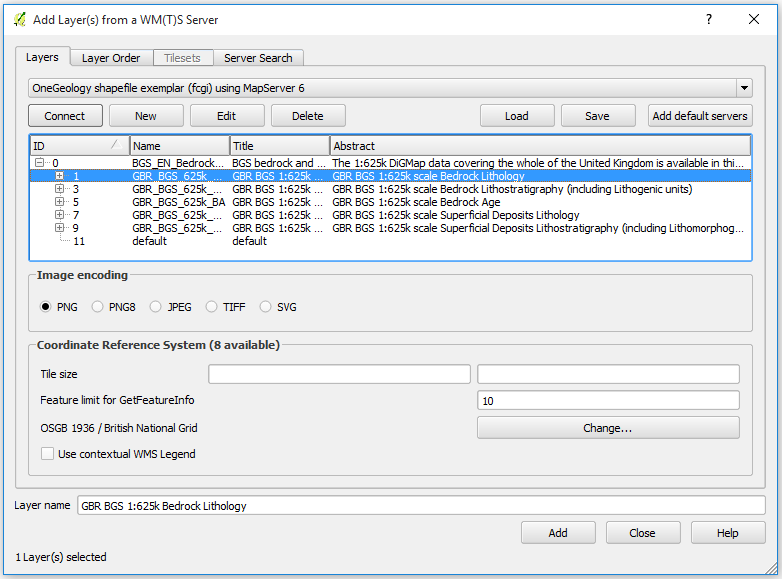 Add Layer(s) from a WM(T)S Server ?
Layers Layer Order Tilesets Server Search
OneGeology shapefile exemplar (fcgi) using MapServer 6
Connect New Edit Delete Load Save Add default servers
ID Name Title Abstract
0 BGS_EN_Bedrock... BGS bedrock and ... The 1:625k DiGMap data covering the whole of the United Kingdom is available in thi...
1 GBR_BGS_625k_... GBR BGS 1:625k ... GBR BGS 1:625k scale Bedrock Lithology
3 GBR_BGS_625k_... GBR BGS 1:625k ... GBR BGS 1:625k scale Bedrock Lithostratigraphy (including Lithogenic units)
5 GBR_BGS_625k_BA GBR BGS 1:625k ... GBR BGS 1:625k scale Bedrock Age
7 GBR_BGS_625k_... GBR BGS 1:625k ... GBR BGS 1:625k scale Superficial Deposits Lithology
9 GBR_BGS_625k_... GBR BGS 1:625k ... GBR BGS 1:625k scale Superficial Deposits Lithostratigraphy (including Lithomorphog...
11 default default
Image encoding
PNG PNG8 JPEG TIFF SVG
Coordinate Reference System (8 available)
Tile size
Feature limit for GetFeatureInfo 10
OSGB 1936 / British National Grid Change...
Use contextual WMS Legend
Layer name GBR BGS 1:625k Bedrock Lithology
Add Close Help
1 Layer(s) selected